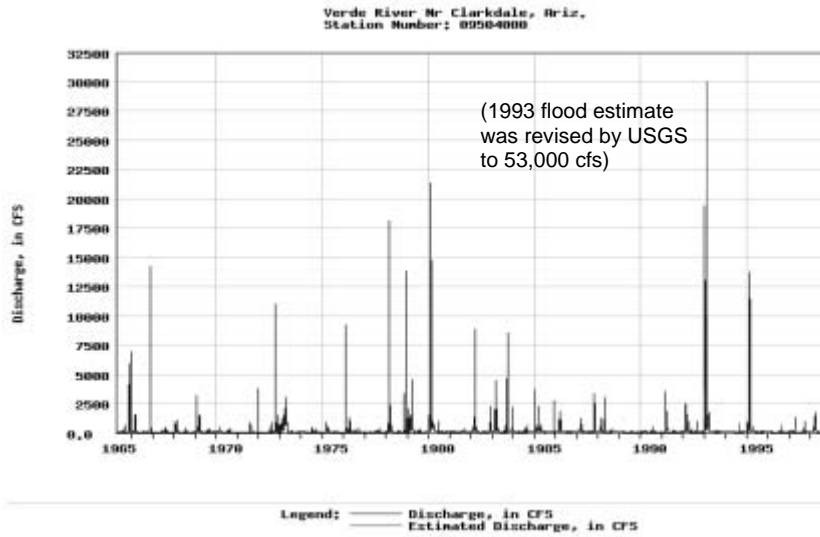 Verde River Nr Clarkdale, Ariz.
Station Number: 09504000
32500
30000
27500
25000
22500
20000
17500
15000
12500
10000
7500
5000
2500
0.0
Discharge, in CFS
(1993 flood estimate
was revised by USGS
to 53,000 cfs)
1965 1970 1975 1980 1985 1990 1995
Legend: Discharge, in CFS
Estimated Discharge, in CFS